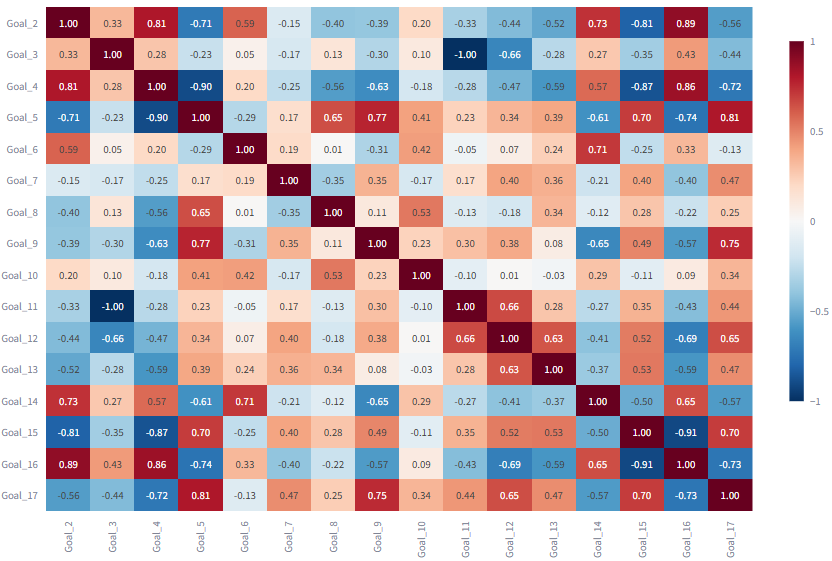 Goal_2 1.00 0.33 0.81 -0.71 0.59 -0.15 -0.40 -0.39 0.20 -0.33 -0.44 -0.52 0.73 -0.81 0.89 -0.56
Goal_3 0.33 1.00 0.28 -0.23 0.05 -0.17 0.13 -0.30 0.10 -1.00 -0.66 -0.28 0.27 -0.35 0.43 -0.44
Goal_4 0.81 0.28 1.00 -0.90 0.20 -0.25 -0.56 -0.63 -0.18 -0.28 -0.47 -0.59 0.57 -0.87 0.86 -0.72
Goal_5 -0.71 -0.23 -0.90 1.00 -0.29 0.17 0.65 0.77 0.41 0.23 0.34 0.39 -0.61 0.70 -0.74 0.81
Goal_6 0.59 0.05 0.20 -0.29 1.00 0.19 0.01 -0.31 0.42 -0.05 0.07 0.24 0.71 -0.25 0.33 -0.13
Goal_7 -0.15 -0.17 -0.25 0.17 0.19 1.00 -0.35 0.35 -0.17 0.17 0.40 0.36 -0.21 0.40 -0.40 0.47
Goal_8 -0.40 0.13 -0.56 0.65 0.01 -0.35 1.00 0.11 0.53 -0.13 -0.18 0.34 -0.12 0.28 -0.22 0.25
Goal_9 -0.39 -0.30 -0.63 0.77 -0.31 0.35 0.11 1.00 0.23 0.30 0.38 0.08 -0.65 0.49 -0.57 0.75
Goal_10 0.20 0.10 -0.18 0.41 0.42 -0.17 0.53 0.23 1.00 -0.10 0.01 -0.03 0.29 -0.11 0.09 0.34
Goal_11 -0.33 -1.00 -0.28 0.23 -0.05 0.17 -0.13 0.30 -0.10 1.00 0.66 0.28 -0.27 0.35 -0.43 0.44
Goal_12 -0.44 -0.66 -0.47 0.34 0.07 0.40 -0.18 0.38 0.01 0.66 1.00 0.63 -0.41 0.52 -0.69 0.65
Goal_13 -0.52 -0.28 -0.59 0.39 0.24 0.36 0.34 0.08 -0.03 0.28 0.63 1.00 -0.37 0.53 -0.59 0.47
Goal_14 0.73 0.27 0.57 -0.61 0.71 -0.21 -0.12 -0.65 0.29 -0.27 -0.41 -0.37 1.00 -0.50 0.65 -0.57
Goal_15 -0.81 -0.35 -0.87 0.70 -0.25 0.40 0.28 0.49 -0.11 0.35 0.52 0.53 -0.50 1.00 -0.91 0.70
Goal_16 0.89 0.43 0.86 -0.74 0.33 -0.40 -0.22 -0.57 0.09 -0.43 -0.69 -0.59 0.65 -0.91 1.00 -0.73
Goal_17 -0.56 -0.44 -0.72 0.81 -0.13 0.47 0.25 0.75 0.34 0.44 0.65 0.47 -0.57 0.70 -0.73 1.00
Goal_2 Goal_3 Goal_4 Goal_5 Goal_6 Goal_7 Goal_8 Goal_9 Goal_10 Goal_11 Goal_12 Goal_13 Goal_14 Goal_15 Goal_16 Goal_17
1
0.5
0
−0.5
−1